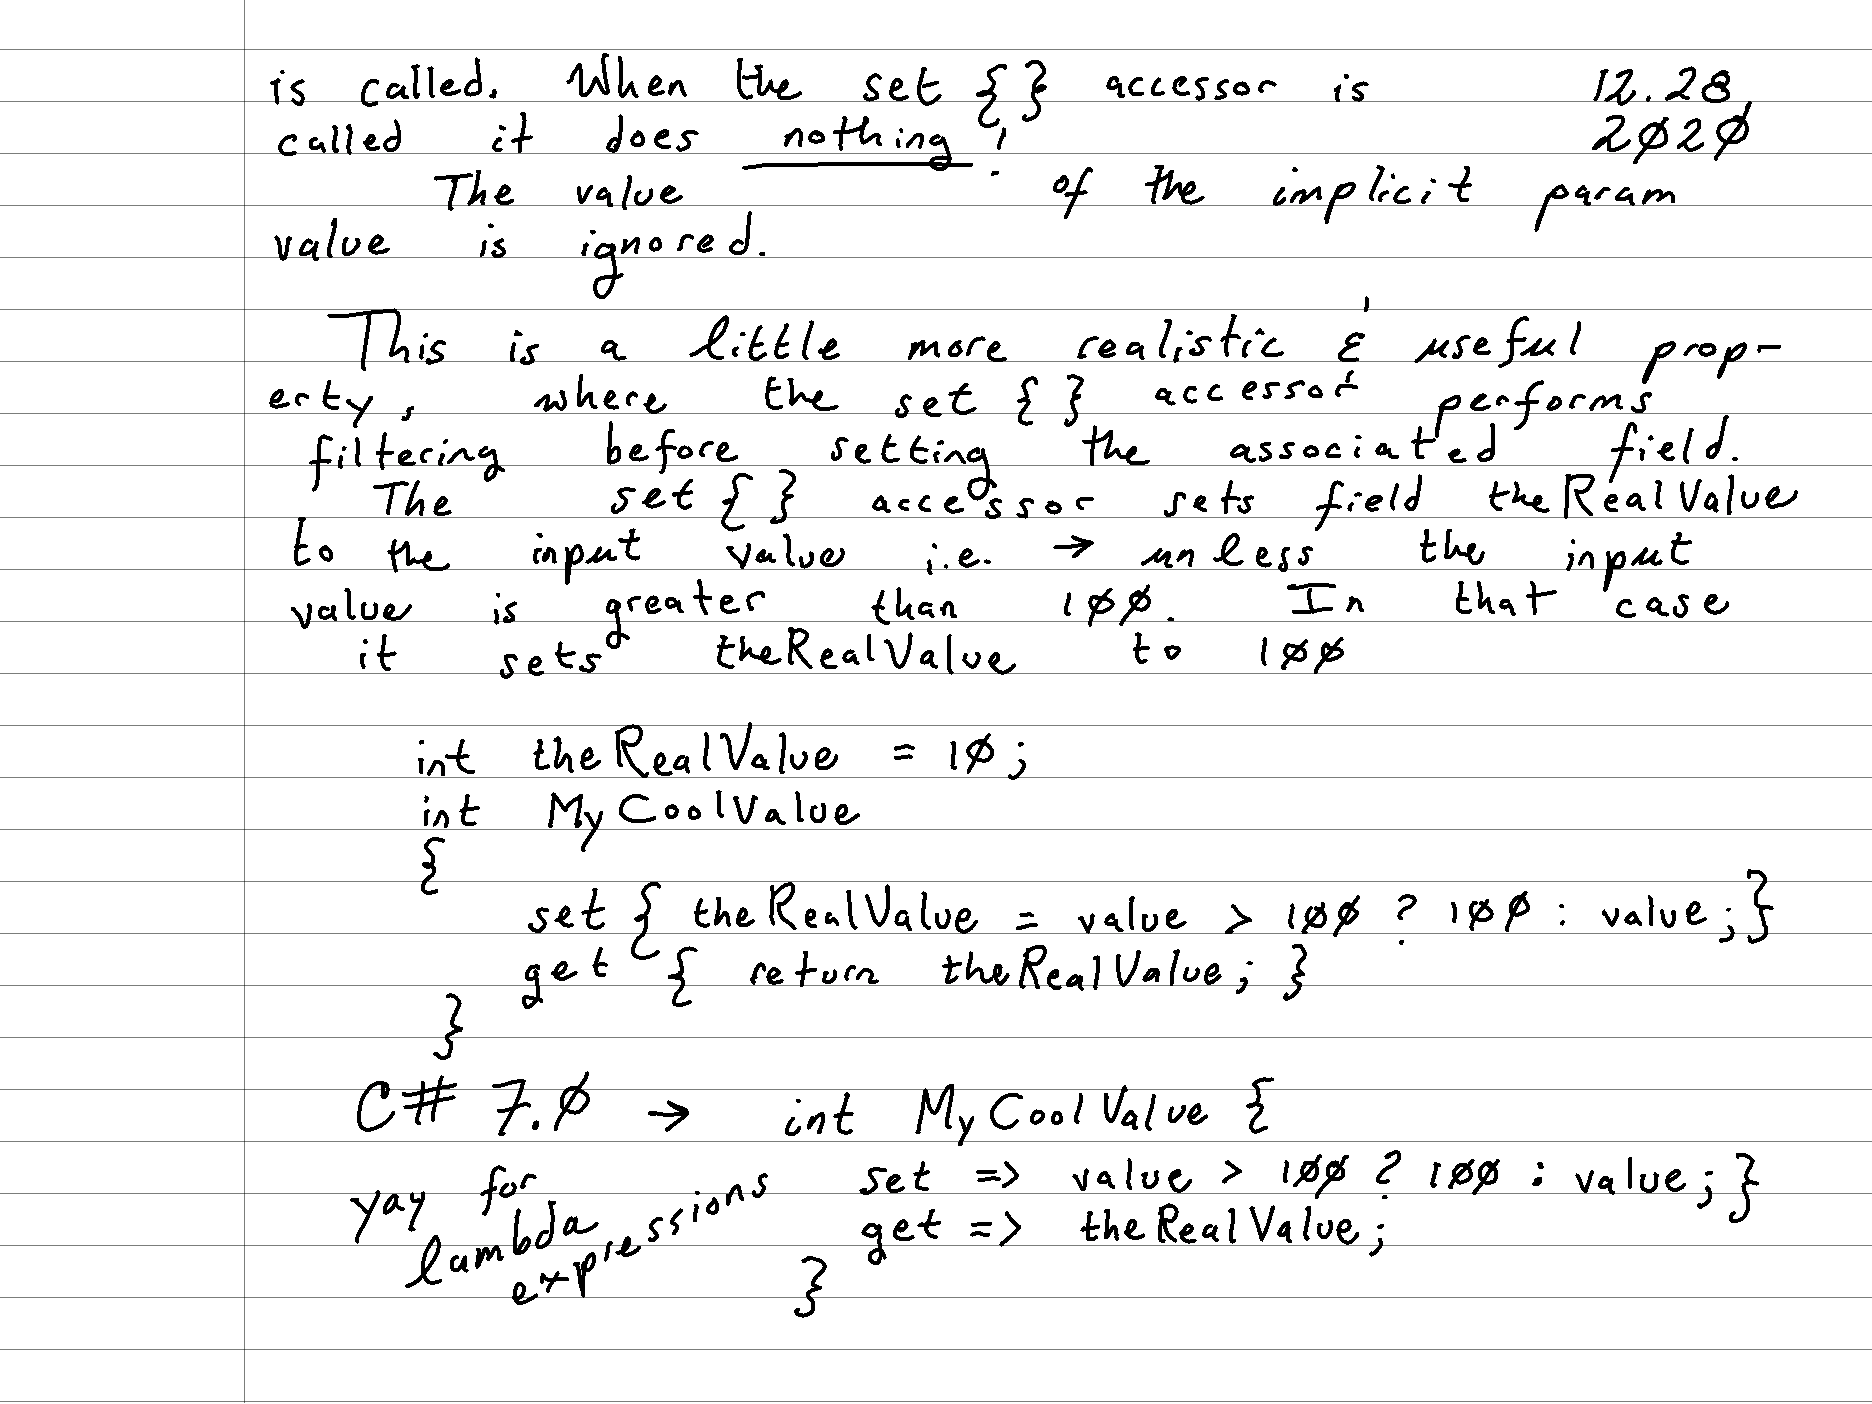 is called. When the set { } accessor is 12.28
called it does nothing! 2020
The value of the implicit param
value is ignored.
This is a little more realistic & useful prop-
erty, where the set { } accessor performs
filtering before setting the associated field.
The set { } accessor sets field theRealValue
to the input value i.e. → unless the input
value is greater than 100. In that case
it sets theRealValue to 100
int theRealValue = 10;
int MyCoolValue
{
set { theRealValue = value > 100 ? 100 : value; }
get { return theRealValue; }
}
C# 7.0 → int MyCoolValue {
yay for lambda expressions
set => value > 100 ? 100 : value; }
get => theRealValue;
}